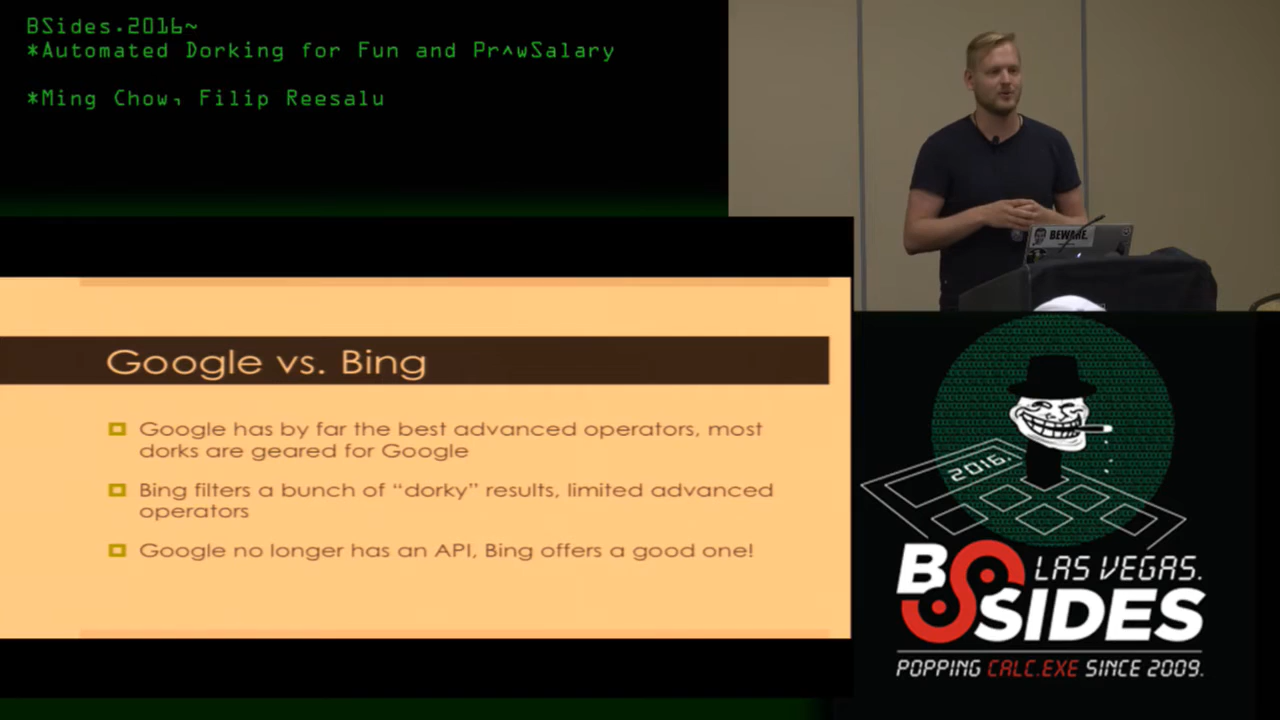 BSides.2016~
*Automated Dorking for Fun and Pr^wSalary
*Ming Chow, Filip Reesalu
BEWARE.
Google vs. Bing
Google has by far the best advanced operators, most
dorks are geared for Google
Bing filters a bunch of “dorky” results, limited advanced
operators
Google no longer has an API, Bing offers a good one!
2016.
BSIDES
LAS VEGAS.
POPPING CALC.EXE SINCE 2009.